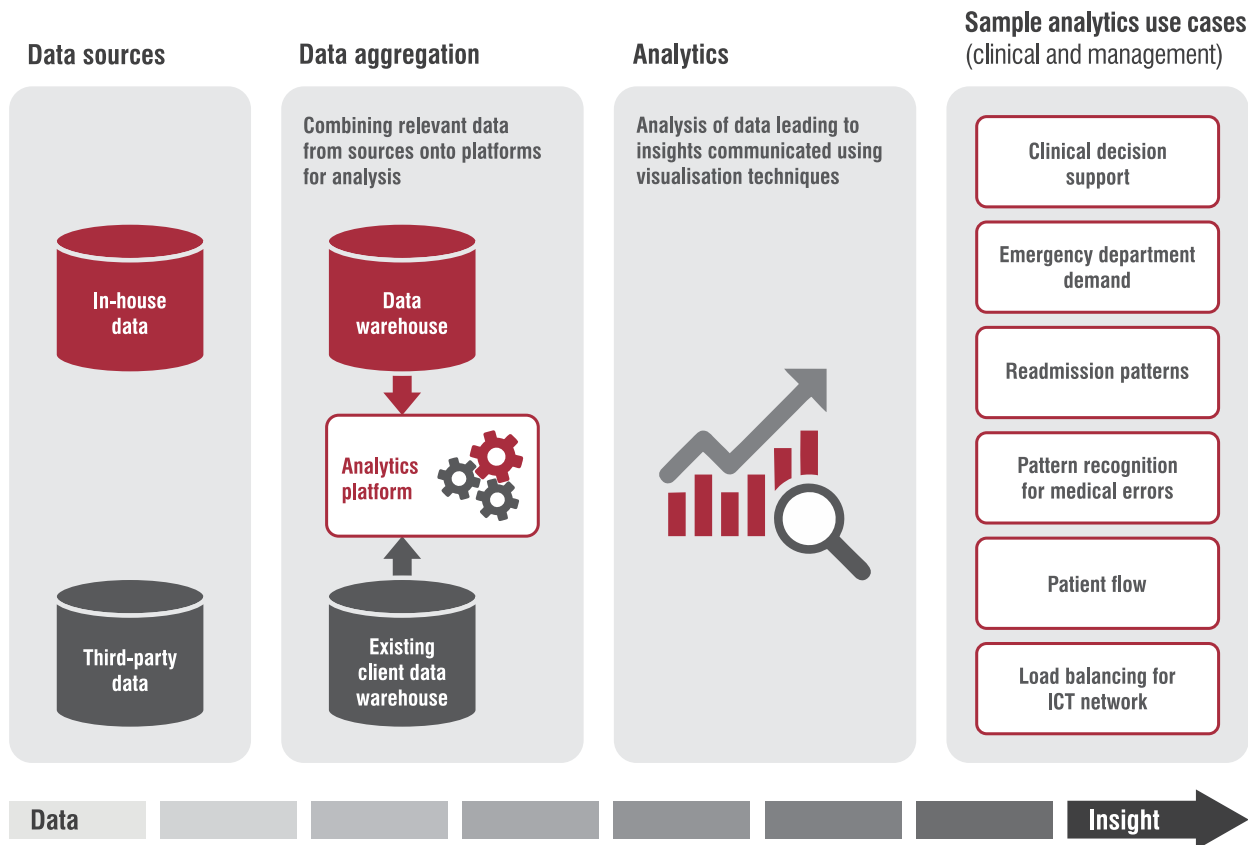 Data sources
In-house
data
Third-party
data
Data aggregation
Combining relevant data
from sources onto platforms
for analysis
Data
warehouse
Analytics
platform
Existing
client data
warehouse
Analytics
Analysis of data leading to
insights communicated using
visualisation techniques
Sample analytics use cases
(clinical and management)
Clinical decision
support
Emergency department
demand
Readmission patterns
Pattern recognition
for medical errors
Patient flow
Load balancing for
ICT network
Data
Insight